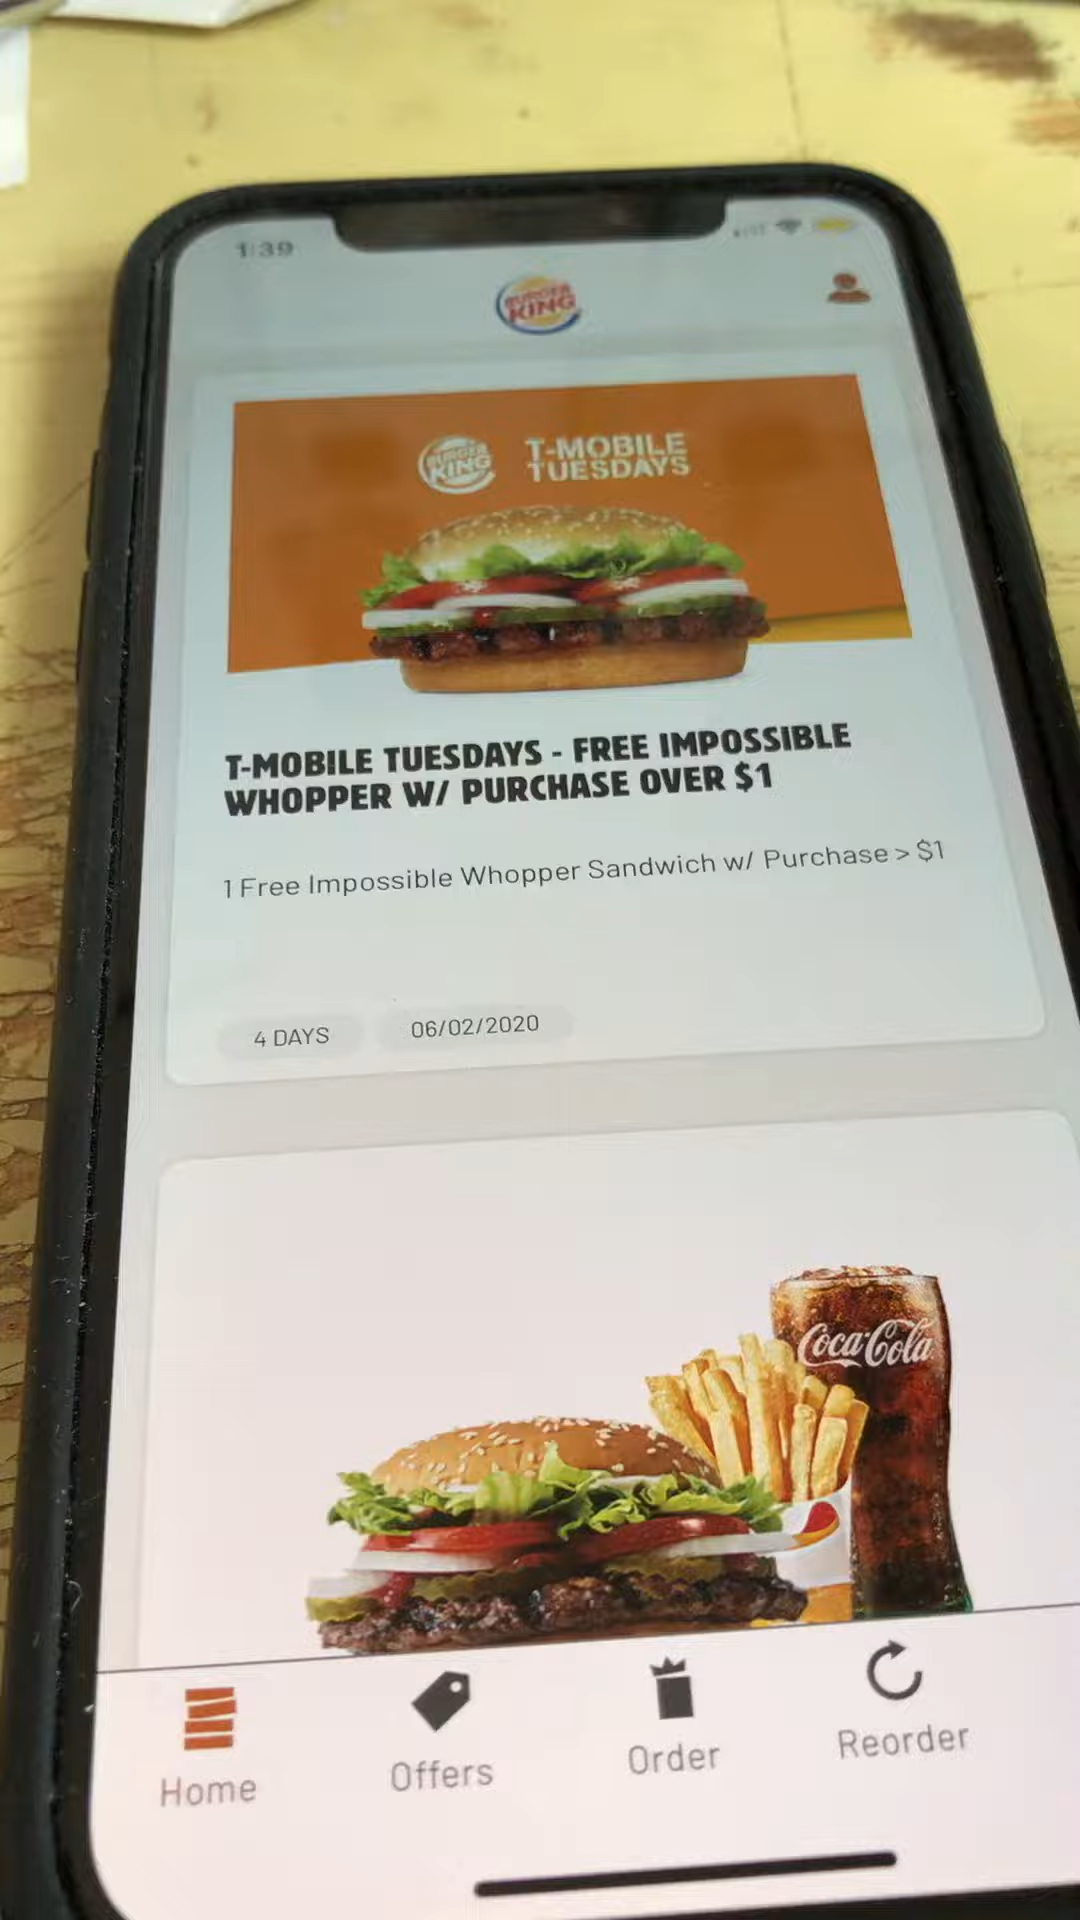 1:39
BURGER
KING
BURGER
KING
T-MOBILE
TUESDAYS
T-MOBILE TUESDAYS - FREE IMPOSSIBLE
WHOPPER W/ PURCHASE OVER $1
1 Free Impossible Whopper Sandwich w/ Purchase > $1
4 DAYS
06/02/2020
Coca-Cola
Home
Offers
Order
Reorder